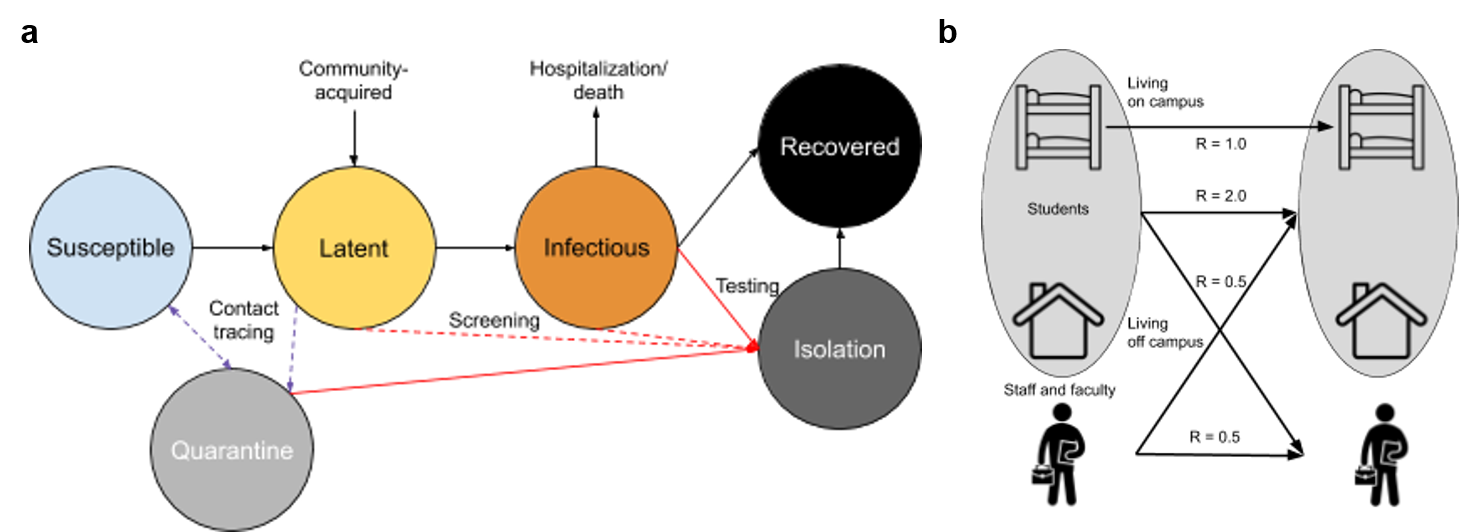 a
Community-
acquired
Hospitalization/
death
Recovered
Susceptible
Latent
Infectious
Testing
Contact
tracing
Screening
Isolation
Quarantine
b
Living
on campus
R = 1.0
R = 2.0
Students
R = 0.5
Living
off campus
Staff and faculty
R = 0.5